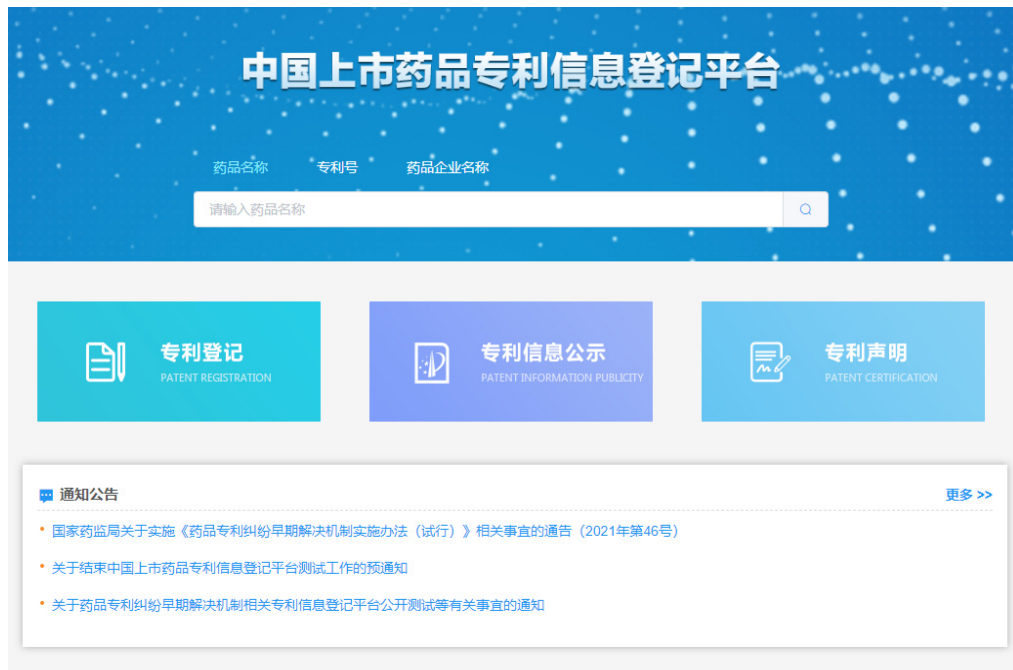 中国上市药品专利信息登记平台
药品名称 专利号 药品企业名称
请输入药品名称
专利登记
PATENT REGISTRATION
专利信息公示
PATENT INFORMATION PUBLICITY
专利声明
PATENT CERTIFICATION
通知公告 更多 >>
国家药监局关于实施《药品专利纠纷早期解决机制实施办法（试行）》相关事宜的通告（2021年第46号）
关于结束中国上市药品专利信息登记平台测试工作的预通知
关于药品专利纠纷早期解决机制相关专利信息登记平台公开测试等有关事宜的通知